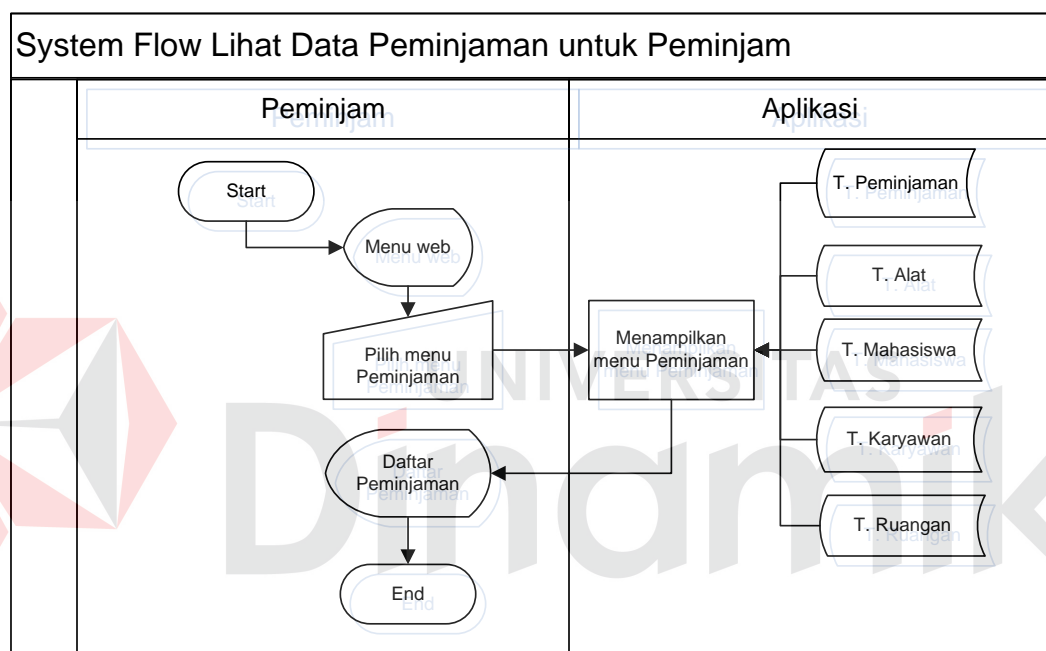 System Flow Lihat Data Peminjaman untuk Peminjam
Peminjam
Aplikasi
Start
Menu web
Pilih menu
Peminjaman
Menampilkan
menu Peminjaman
Daftar
Peminjaman
End
T. Peminjaman
T. Alat
T. Mahasiswa
T. Karyawan
T. Ruangan
UNIVERSITAS
Dinamik